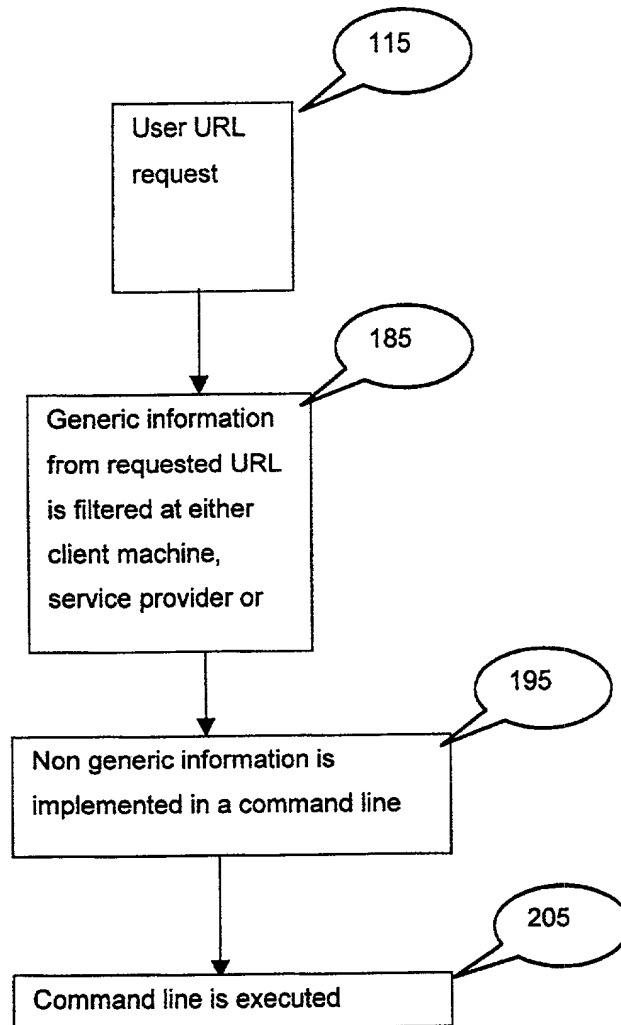 115
User URL
request
185
Generic information
from requested URL
is filtered at either
client machine,
service provider or
195
Non generic information is
implemented in a command line
205
Command line is executed